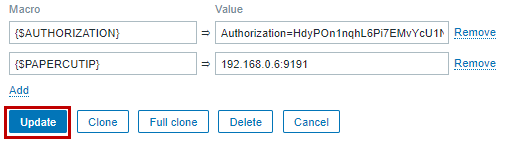 Macro Value
{$AUTHORIZATION} ⇒ Authorization=HdyPOn1nqhL6Pi7EMvYcU1N Remove
{$PAPERCUTIP} ⇒ 192.168.0.6:9191 Remove
Add
Update Clone Full clone Delete Cancel